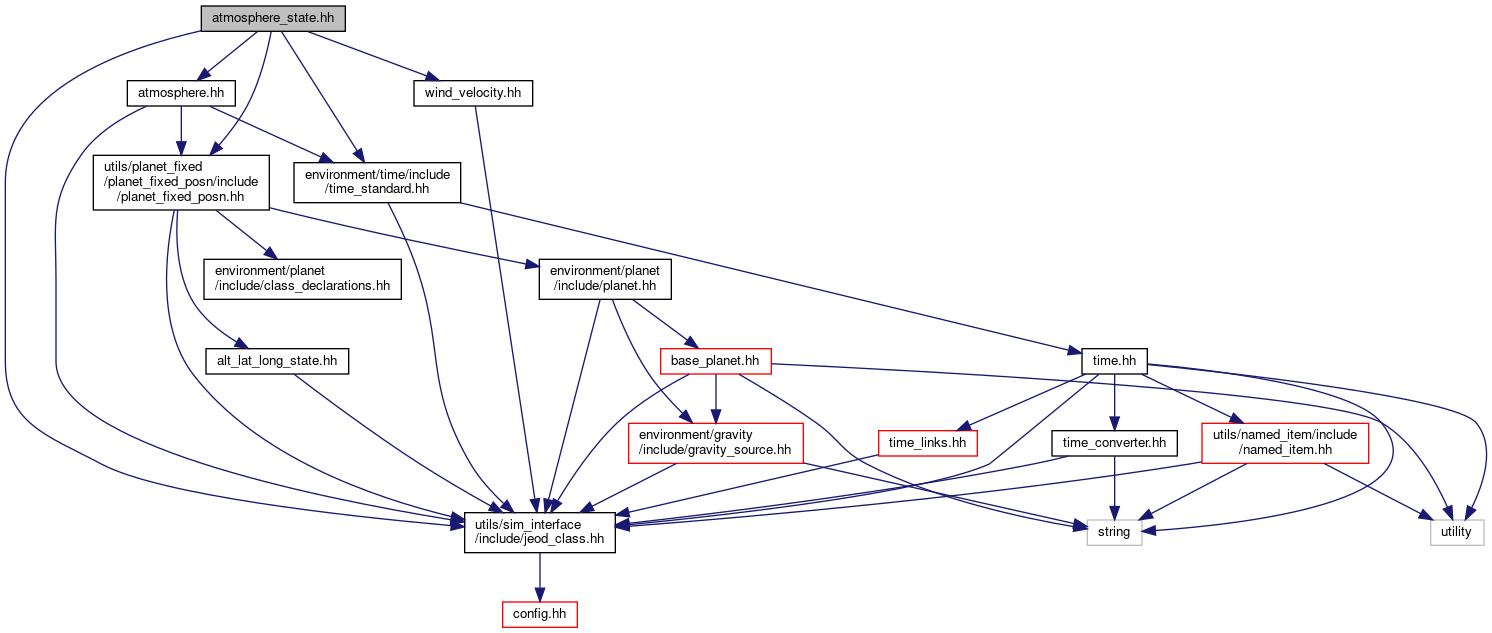 atmosphere_state.hh
atmosphere.hh
wind_velocity.hh
utils/planet_fixed
/planet_fixed_posn/include
/planet_fixed_posn.hh
environment/time/include
/time_standard.hh
environment/planet
/include/class_declarations.hh
environment/planet
/include/planet.hh
alt_lat_long_state.hh
base_planet.hh
time.hh
environment/gravity
/include/gravity_source.hh
time_links.hh
time_converter.hh
utils/named_item/include
/named_item.hh
utils/sim_interface
/include/jeod_class.hh
string
utility
config.hh